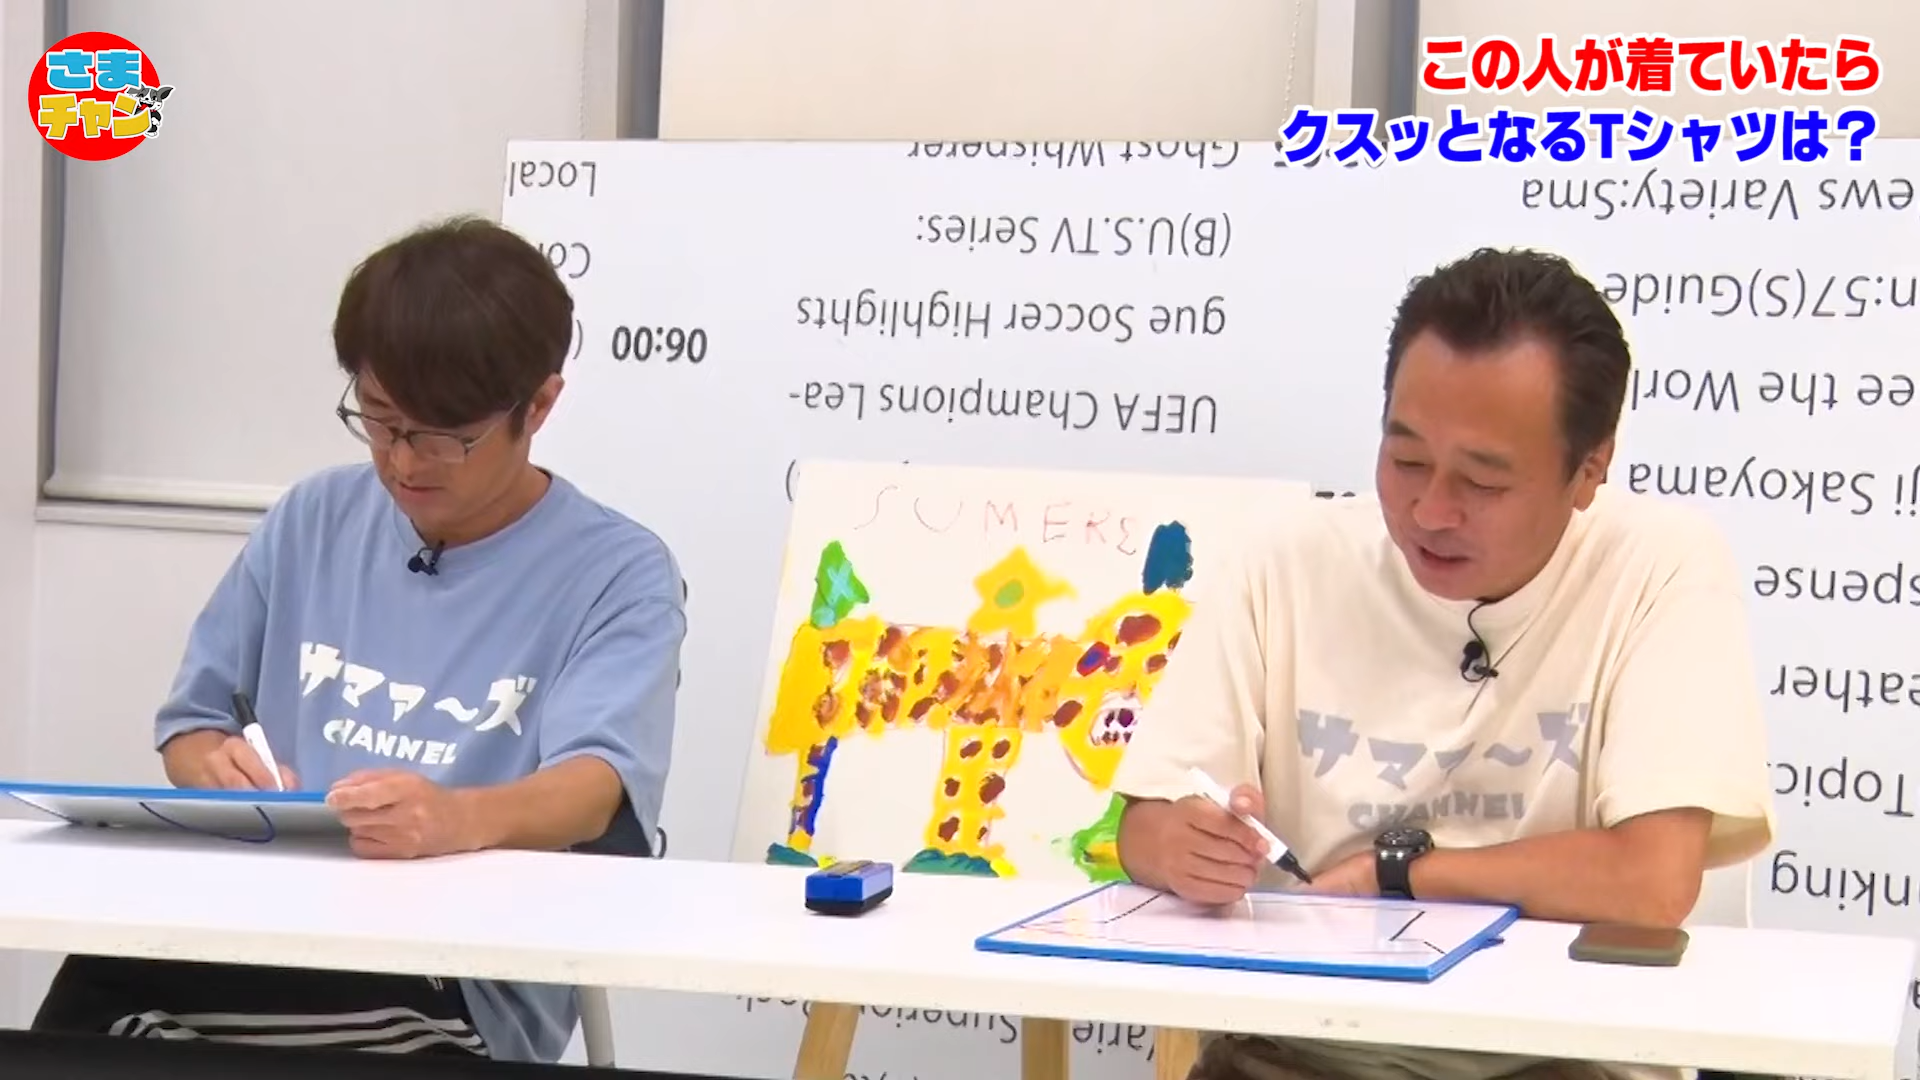 さま
チャン
この人が着ていたら
クスッとなるTシャツは？
Local
06:00
Ghost Whisperer
(B)U.S.TV Series:
gue Soccer Highlights
UEFA Champions Lea-
ews Variety:Sma
n:57(S)Guide
ee the Worl
ji Sakoyama
spense
eather
Topic
nking
SUMERE
サマァ〜ズ
CHANNEL
サマァ〜ズ
CHANNEL